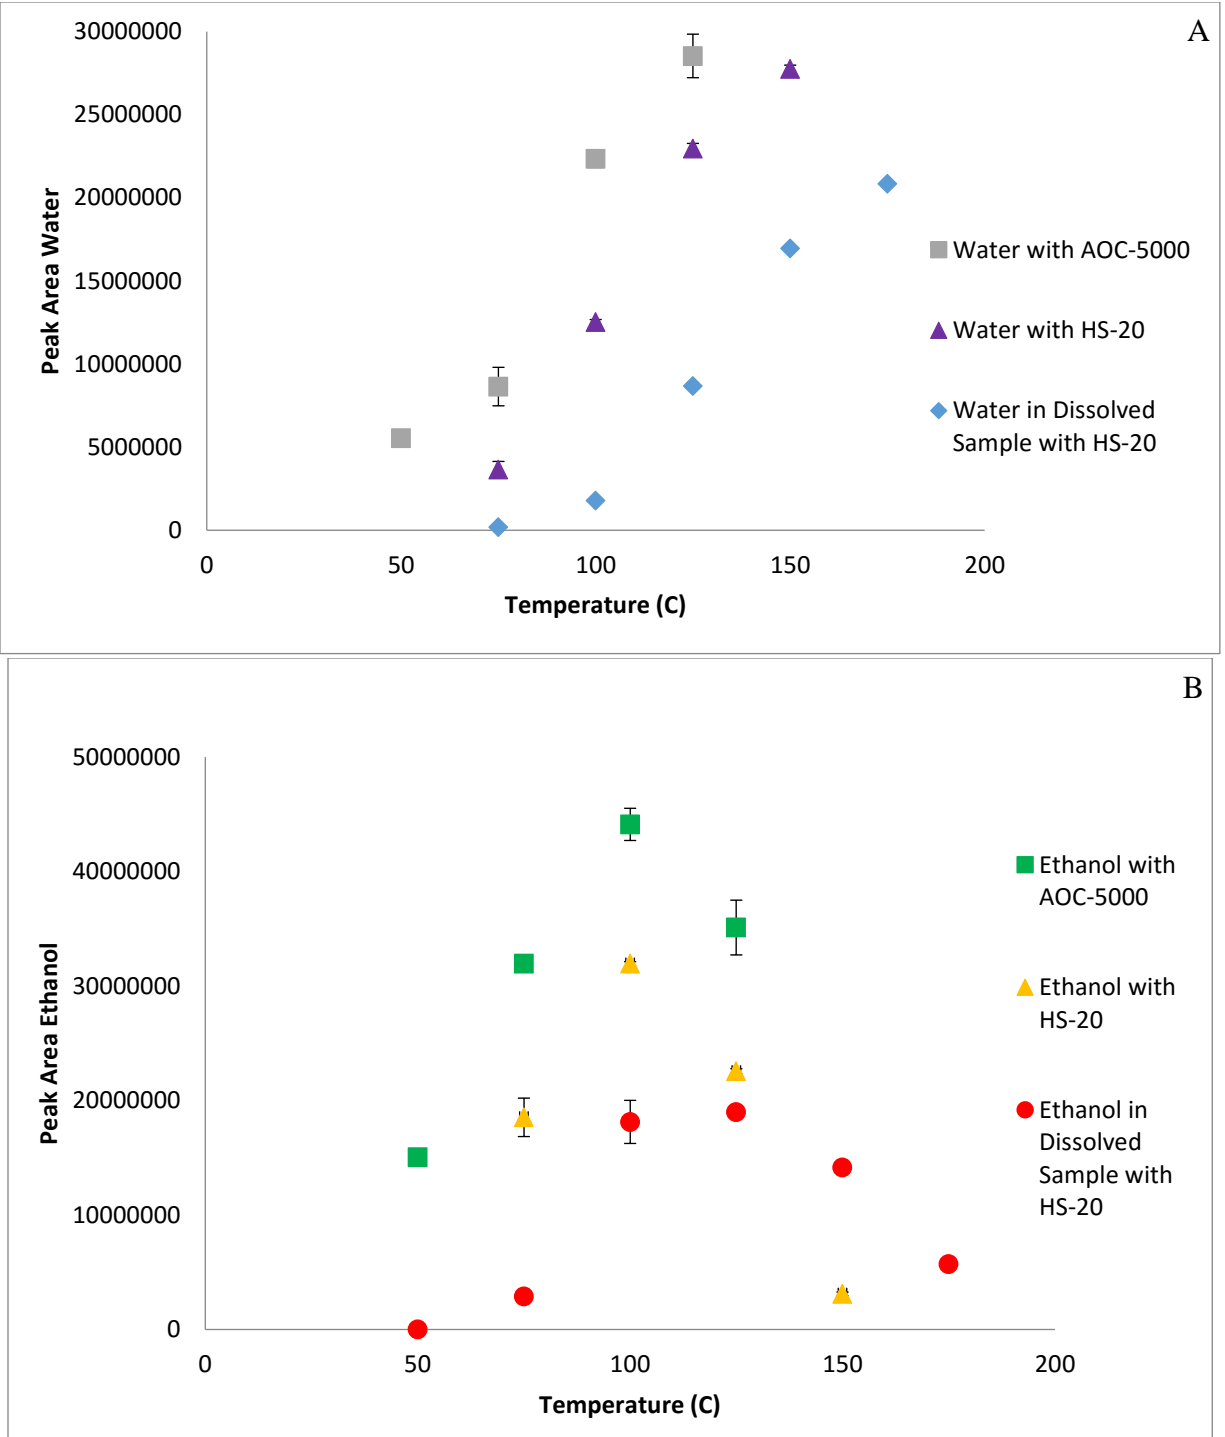 A
30000000
25000000
20000000
15000000
10000000
5000000
0
0 50 100 150 200
Peak Area Water
Temperature (C)
Water with AOC-5000
Water with HS-20
Water in Dissolved
Sample with HS-20
B
50000000
40000000
30000000
20000000
10000000
0
0 50 100 150 200
Peak Area Ethanol
Temperature (C)
Ethanol with
AOC-5000
Ethanol with
HS-20
Ethanol in
Dissolved
Sample with
HS-20